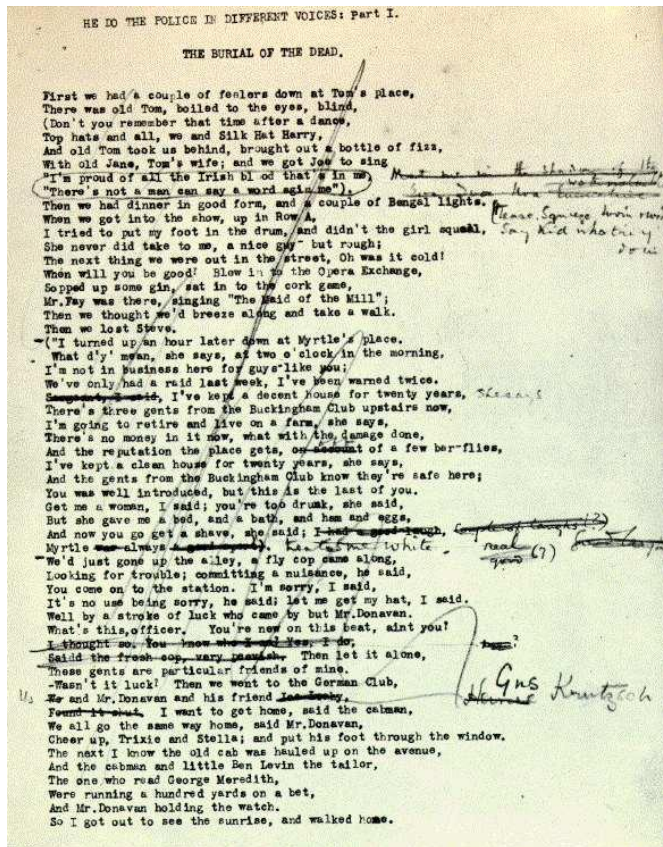 HE DO THE POLICE IN DIFFERENT VOICES: Part I.
THE BURIAL OF THE DEAD.
First we had a couple of feelers down at Tom's place,
There was old Tom, boiled to the eyes, blind,
(Don't you remember that time after a dance,
Top hats and all, we and Silk Hat Harry,
And old Tom took us behind, brought out a bottle of fizz,
With old Jane, Tom's wife; and we got Joe to sing
"I'm proud of all the Irish bl od that's in me
"There's not a man can say a word agin me").
Then we had dinner in good form, and a couple of Bengal lights.
When we got into the show, up in Row A,
I tried to put my foot in the drum, and didn't the girl squeal,
She never did take to me, a nice guy - but rough;
The next thing we were out in the street, Oh was it cold!
When will you be good? Blew in to the Opera Exchange,
Sopped up some gin, sat in to the cork game,
Mr.Fay was there, singing "The Maid of the Mill";
Then we thought we'd breeze along and take a walk.
Then we lost Steve.
("I turned up an hour later down at Myrtle's place.
What d'y' mean, she says, at two o'clock in the morning,
I'm not in business here for guys like you;
We've only had a raid last week, I've been warned twice.
Sergeant, I said, I've kept a decent house for twenty years, she says
There's three gents from the Buckingham Club upstairs now,
I'm going to retire and live on a farm, she says,
There's no money in it now, what with the damage done,
And the reputation the place gets, on account of a few bar-flies,
I've kept a clean house for twenty years, she says,
And the gents from the Buckingham Club know they're safe here;
You was well introduced, but this is the last of you.
Get me a woman, I said; you're too drunk, she said,
But she gave me a bed, and a bath, and ham and eggs,
And now you go get a shave, she said; I had a good laugh, couple of laughs (?)
Myrtle was always a good sport). treated me white. real good (?)
We'd just gone up the alley, a fly cop came along,
Looking for trouble; committing a nuisance, he said,
You come on to the station. I'm sorry, I said,
It's no use being sorry, he said; let me get my hat, I said.
Well by a stroke of luck who came by but Mr.Donavan.
What's this, officer. You're new on this beat, aint you?
I thought so. You know who I am? Yes, I do,
Saidd the fresh cop, vary peevish. Then let it alone,
These gents are particular friends of mine.
-Wasn't it luck? Then we went to the German Club,
Us We and Mr.Donavan and his friend Joe Leahy, Heinie Gus Krutzsch
Found it shut. I want to get home, said the cabman,
We all go the same way home, said Mr.Donavan,
Cheer up, Trixie and Stella; and put his foot through the window.
The next I know the old cab was hauled up on the avenue,
And the cabman and little Ben Levin the tailor,
The one who read George Meredith,
Were running a hundred yards on a bet,
And Mr.Donavan holding the watch.
So I got out to see the sunrise, and walked home.